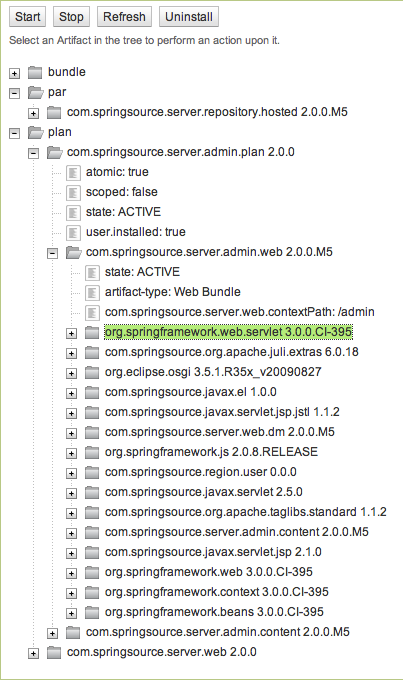 Start Stop Refresh Uninstall
Select an Artifact in the tree to perform an action upon it.
bundle
par
com.springsource.server.repository.hosted 2.0.0.M5
plan
com.springsource.server.admin.plan 2.0.0
atomic: true
scoped: false
state: ACTIVE
user.installed: true
com.springsource.server.admin.web 2.0.0.M5
state: ACTIVE
artifact-type: Web Bundle
com.springsource.server.web.contextPath: /admin
org.springframework.web.servlet 3.0.0.CI-395
com.springsource.org.apache.juli.extras 6.0.18
org.eclipse.osgi 3.5.1.R35x_v20090827
com.springsource.javax.el 1.0.0
com.springsource.javax.servlet.jsp.jstl 1.1.2
com.springsource.server.web.dm 2.0.0.M5
org.springframework.js 2.0.8.RELEASE
com.springsource.region.user 0.0.0
com.springsource.javax.servlet 2.5.0
com.springsource.org.apache.taglibs.standard 1.1.2
com.springsource.server.admin.content 2.0.0.M5
com.springsource.javax.servlet.jsp 2.1.0
org.springframework.web 3.0.0.CI-395
org.springframework.context 3.0.0.CI-395
org.springframework.beans 3.0.0.CI-395
com.springsource.server.admin.content 2.0.0.M5
com.springsource.server.web 2.0.0